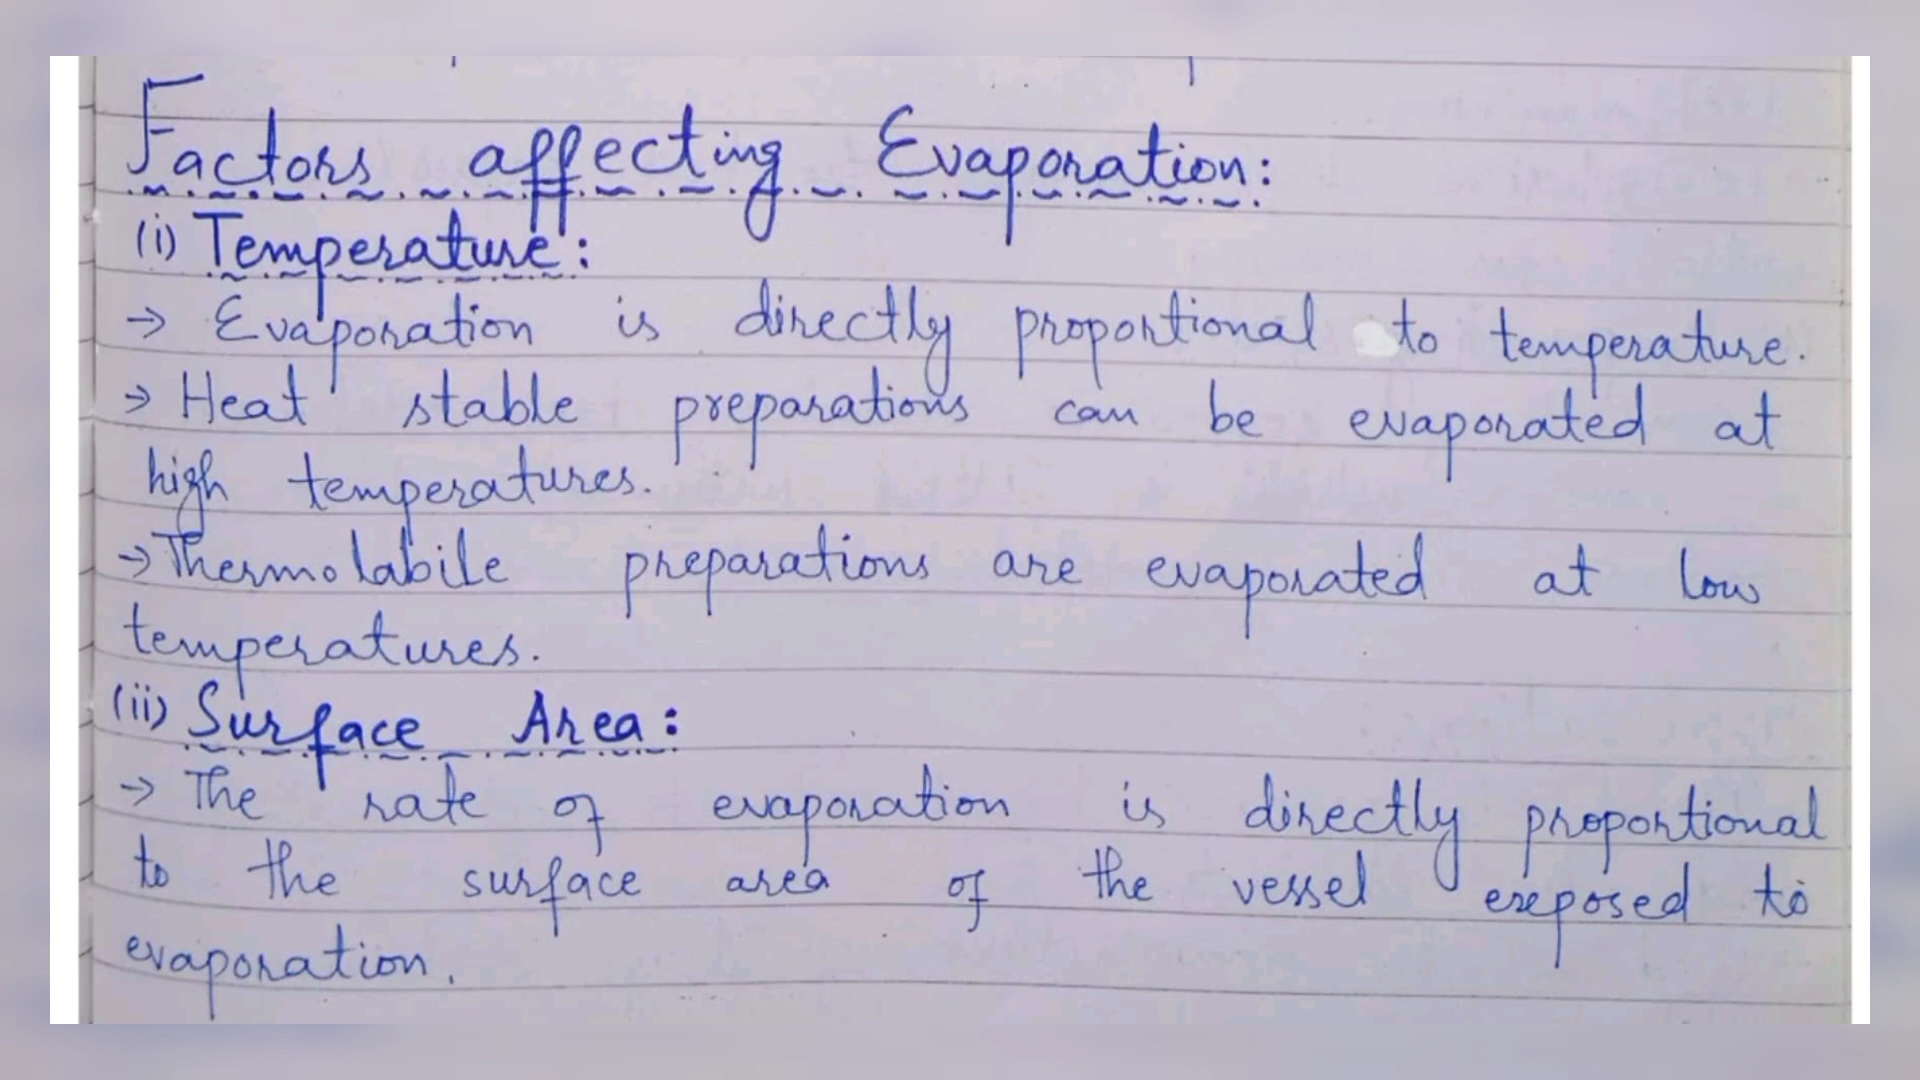 Factors affecting Evaporation:
(i) Temperature:
→ Evaporation is directly proportional to temperature.
→ Heat stable preparations can be evaporated at
high temperatures.
→ Thermolabile preparations are evaporated at low
temperatures.
(ii) Surface Area:
→ The rate of evaporation is directly proportional
to the surface area of the vessel exposed to
evaporation.